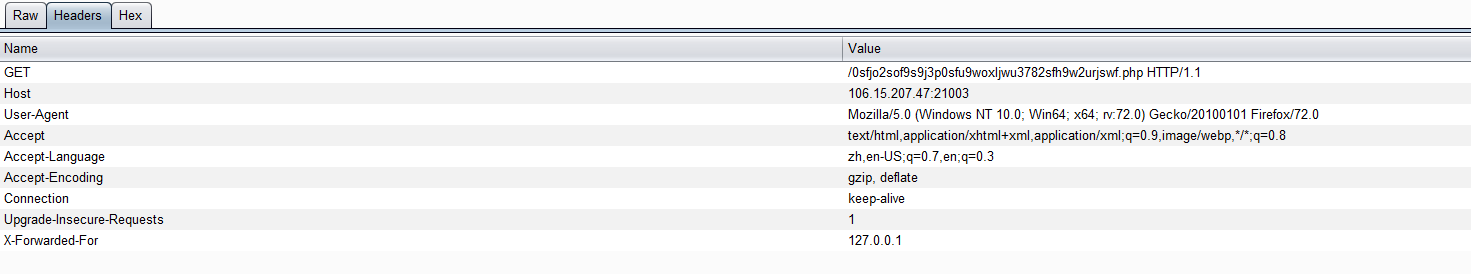 Raw Headers Hex
Name Value
GET /0sfjo2sof9s9j3p0sfu9woxljwu3782sfh9w2urjswf.php HTTP/1.1
Host 106.15.207.47:21003
User-Agent Mozilla/5.0 (Windows NT 10.0; Win64; x64; rv:72.0) Gecko/20100101 Firefox/72.0
Accept text/html,application/xhtml+xml,application/xml;q=0.9,image/webp,*/*;q=0.8
Accept-Language zh,en-US;q=0.7,en;q=0.3
Accept-Encoding gzip, deflate
Connection keep-alive
Upgrade-Insecure-Requests 1
X-Forwarded-For 127.0.0.1